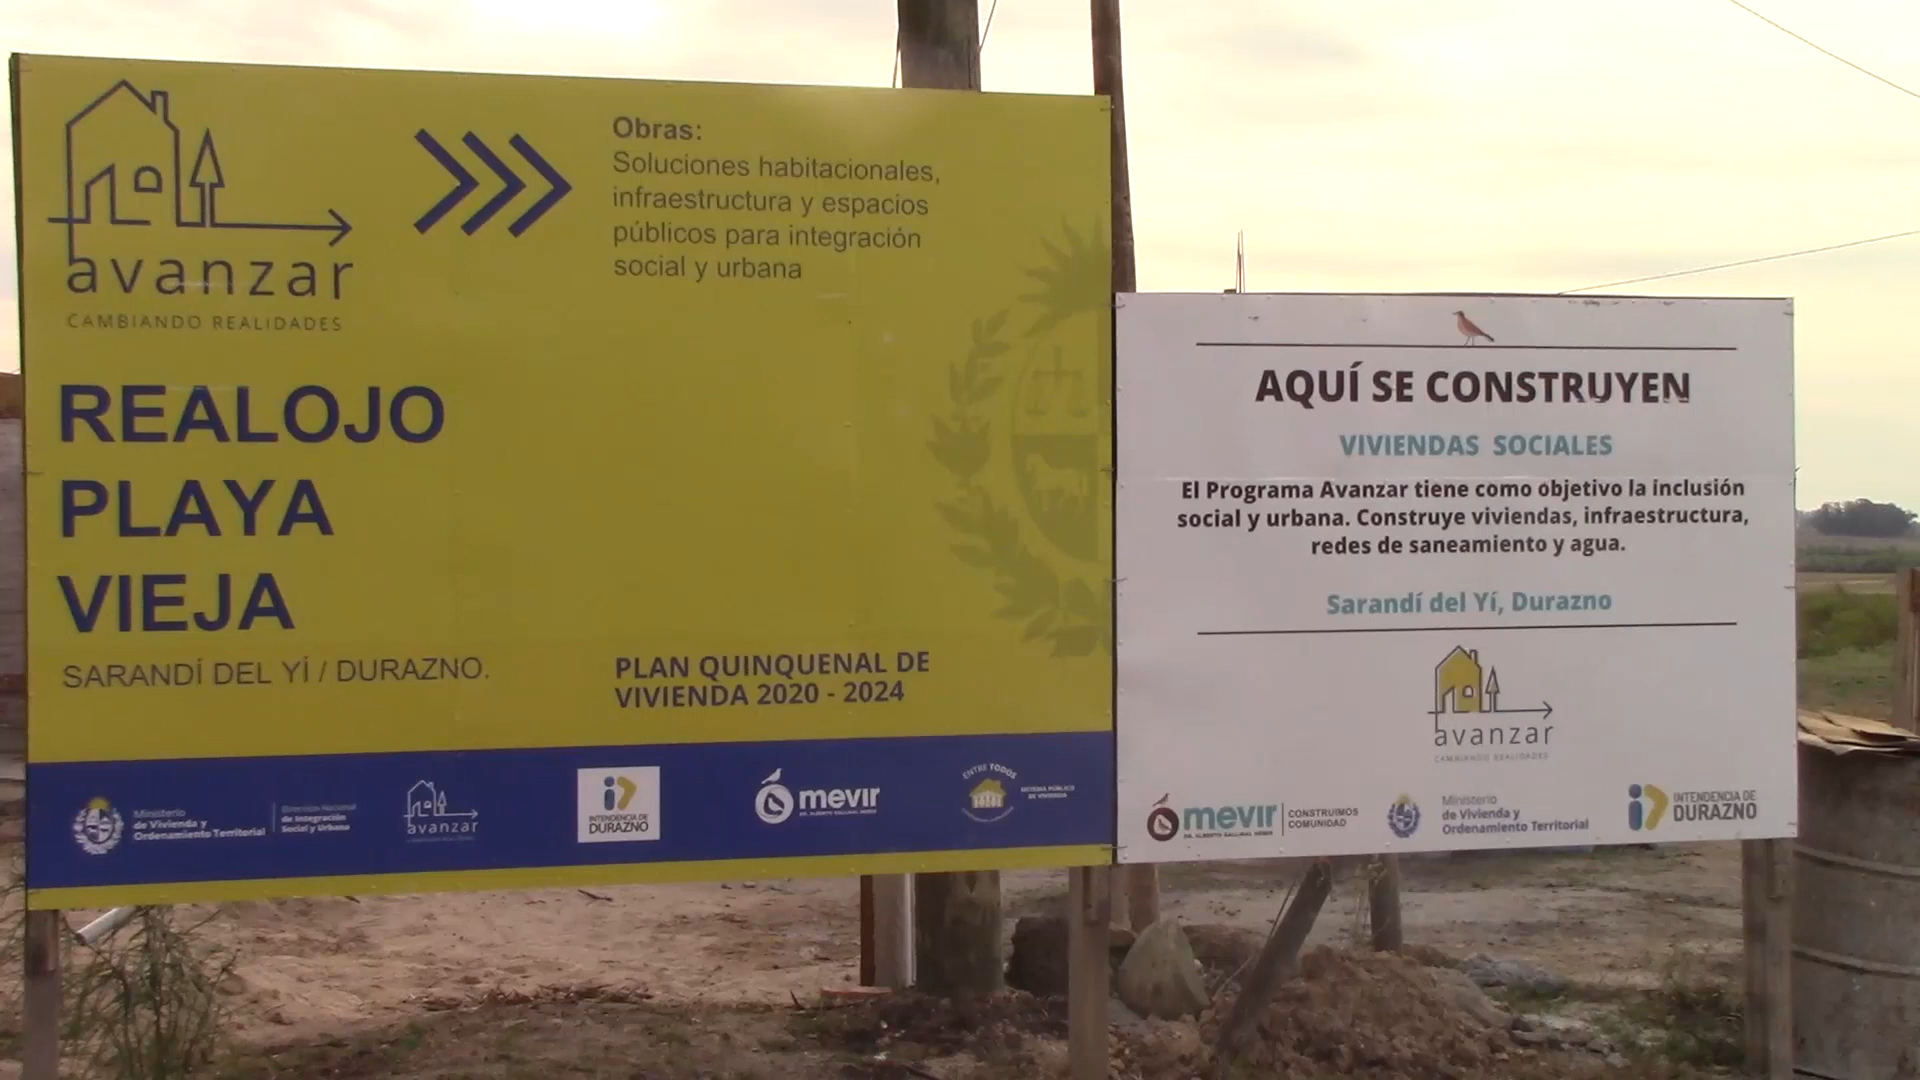 avanzar
CAMBIANDO REALIDADES
Obras:
Soluciones habitacionales,
infraestructura y espacios
públicos para integración
social y urbana
REALOJO
PLAYA
VIEJA
SARANDÍ DEL YÍ / DURAZNO.
PLAN QUINQUENAL DE
VIVIENDA 2020 - 2024
Ministerio
de Vivienda y
Ordenamiento Territorial
Dirección Nacional
de Integración
Social y Urbana
avanzar
INTENDENCIA DE
DURAZNO
mevir
DR. ALBERTO GALLINAL HEBER
ENTRE TODOS
SISTEMA PÚBLICO
DE VIVIENDA
AQUÍ SE CONSTRUYEN
VIVIENDAS SOCIALES
El Programa Avanzar tiene como objetivo la inclusión
social y urbana. Construye viviendas, infraestructura,
redes de saneamiento y agua.
Sarandí del Yí, Durazno
avanzar
CAMBIANDO REALIDADES
mevir
DR. ALBERTO GALLINAL HEBER
CONSTRUIMOS
COMUNIDAD
Ministerio
de Vivienda y
Ordenamiento Territorial
INTENDENCIA DE
DURAZNO